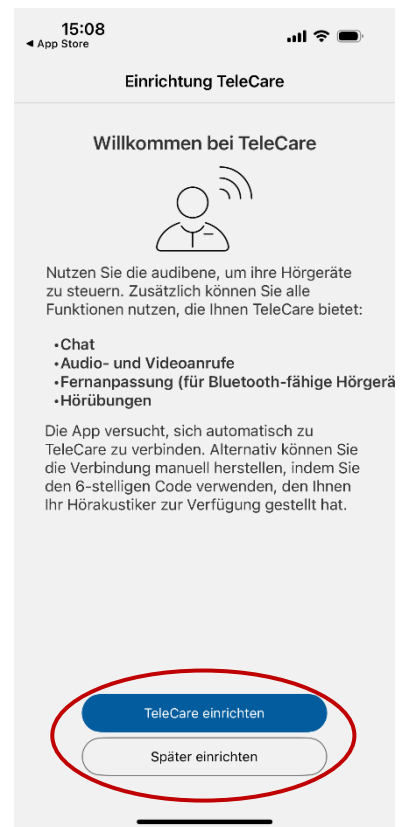 15:08
◀ App Store
Einrichtung TeleCare
Willkommen bei TeleCare
Nutzen Sie die audibene, um ihre Hörgeräte
zu steuern. Zusätzlich können Sie alle
Funktionen nutzen, die Ihnen TeleCare bietet:
•Chat
•Audio- und Videoanrufe
•Fernanpassung (für Bluetooth-fähige Hörgerä
•Hörübungen
Die App versucht, sich automatisch zu
TeleCare zu verbinden. Alternativ können Sie
die Verbindung manuell herstellen, indem Sie
den 6-stelligen Code verwenden, den Ihnen
Ihr Hörakustiker zur Verfügung gestellt hat.
TeleCare einrichten
Später einrichten